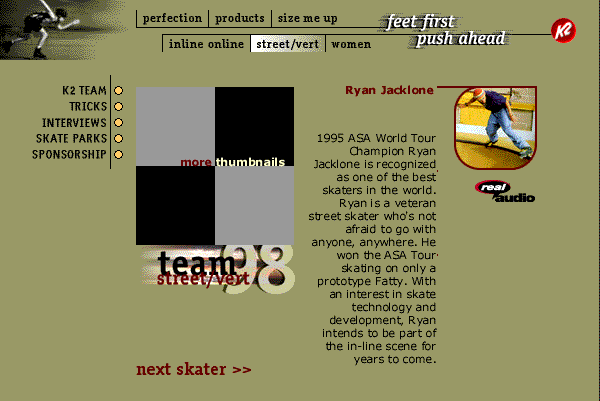 perfection products size me up
feet first
push ahead
K2
inline online street/vert women
K2 TEAM
TRICKS
INTERVIEWS
SKATE PARKS
SPONSORSHIP
more thumbnails
team 98
street/vert
next skater >>
Ryan Jacklone
1995 ASA World Tour
Champion Ryan
Jacklone is recognized
as one of the best
skaters in the world.
Ryan is a veteran
street skater who's not
afraid to go with
anyone, anywhere. He
won the ASA Tour
skating on only a
prototype Fatty. With
an interest in skate
technology and
development, Ryan
intends to be part of
the in-line scene for
years to come.
real
audio